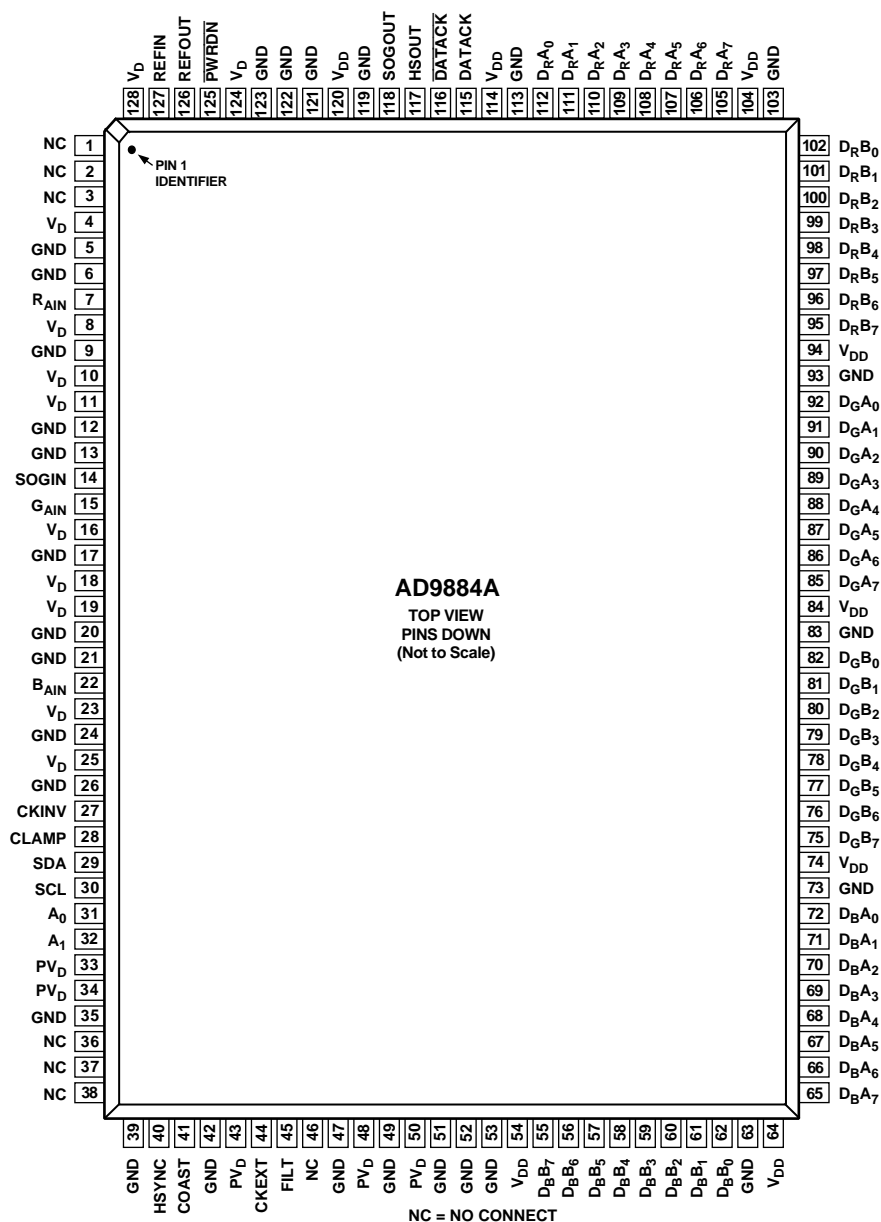 128 V_D
127 REFIN
126 REFOUT
125 P̅W̅R̅D̅N̅
124 V_D
123 GND
122 GND
121 GND
120 V_DD
119 GND
118 SOGOUT
117 HSOUT
116 D̅A̅T̅A̅C̅K̅
115 DATACK
114 V_DD
113 GND
112 D_RA_0
111 D_RA_1
110 D_RA_2
109 D_RA_3
108 D_RA_4
107 D_RA_5
106 D_RA_6
105 D_RA_7
104 V_DD
103 GND
NC 1
NC 2
NC 3
V_D 4
GND 5
GND 6
R_AIN 7
V_D 8
GND 9
V_D 10
V_D 11
GND 12
GND 13
SOGIN 14
G_AIN 15
V_D 16
GND 17
V_D 18
V_D 19
GND 20
GND 21
B_AIN 22
V_D 23
GND 24
V_D 25
GND 26
CKINV 27
CLAMP 28
SDA 29
SCL 30
A_0 31
A_1 32
PV_D 33
PV_D 34
GND 35
NC 36
NC 37
NC 38
PIN 1
IDENTIFIER
AD9884A
TOP VIEW
PINS DOWN
(Not to Scale)
102 D_RB_0
101 D_RB_1
100 D_RB_2
99 D_RB_3
98 D_RB_4
97 D_RB_5
96 D_RB_6
95 D_RB_7
94 V_DD
93 GND
92 D_GA_0
91 D_GA_1
90 D_GA_2
89 D_GA_3
88 D_GA_4
87 D_GA_5
86 D_GA_6
85 D_GA_7
84 V_DD
83 GND
82 D_GB_0
81 D_GB_1
80 D_GB_2
79 D_GB_3
78 D_GB_4
77 D_GB_5
76 D_GB_6
75 D_GB_7
74 V_DD
73 GND
72 D_BA_0
71 D_BA_1
70 D_BA_2
69 D_BA_3
68 D_BA_4
67 D_BA_5
66 D_BA_6
65 D_BA_7
39 GND
40 HSYNC
41 COAST
42 GND
43 PV_D
44 CKEXT
45 FILT
46 NC
47 GND
48 PV_D
49 GND
50 PV_D
51 GND
52 GND
53 GND
54 V_DD
55 D_BB_7
56 D_BB_6
57 D_BB_5
58 D_BB_4
59 D_BB_3
60 D_BB_2
61 D_BB_1
62 D_BB_0
63 GND
64 V_DD
NC = NO CONNECT